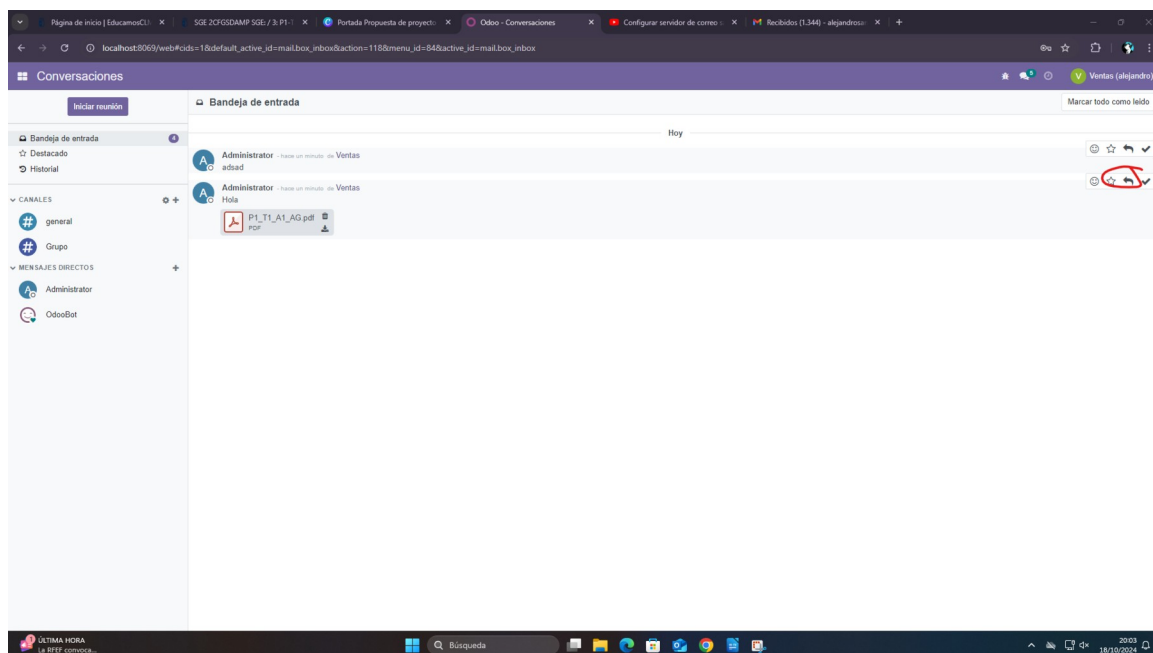 Página de inicio | EducamosCL
SGE 2CFGSDAMP SGE: / 3: P1-T
Portada Propuesta de proyecto
Odoo - Conversaciones
Configurar servidor de correo s
Recibidos (1.344) - alejandrosa
localhost:8069/web#cids=1&default_active_id=mail.box_inbox&action=118&menu_id=84&active_id=mail.box_inbox
Conversaciones
6
V Ventas (alejandro)
Iniciar reunión
Bandeja de entrada
Marcar todo como leído
Bandeja de entrada 4
Destacado
Historial
CANALES
# general
# Grupo
MENSAJES DIRECTOS
A Administrator
OdooBot
Hoy
A Administrator - hace un minuto de Ventas
adsad
A Administrator - hace un minuto de Ventas
Hola
P1_T1_A1_AG.pdf
PDF
1 ÚLTIMA HORA
La RFEF convoca...
Búsqueda
20:03
18/10/2024